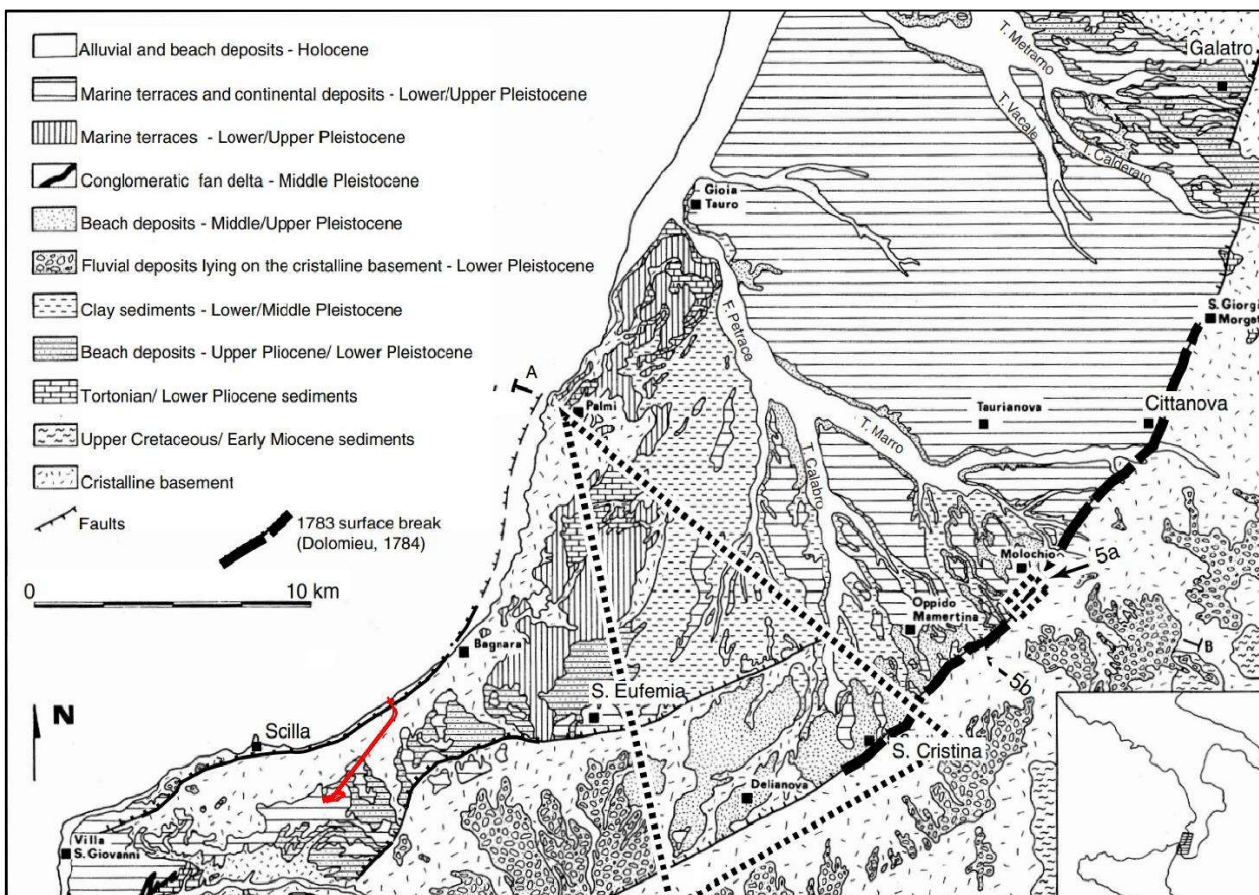 Alluvial and beach deposits - Holocene
Marine terraces and continental deposits - Lower/Upper Pleistocene
Marine terraces - Lower/Upper Pleistocene
Conglomeratic fan delta - Middle Pleistocene
Beach deposits - Middle/Upper Pleistocene
Fluvial deposits lying on the cristalline basement - Lower Pleistocene
Clay sediments - Lower/Middle Pleistocene
Beach deposits - Upper Pliocene/ Lower Pleistocene
Tortonian/ Lower Pliocene sediments
Upper Cretaceous/ Early Miocene sediments
Cristalline basement
Faults
1783 surface break
(Dolomieu, 1784)
0 10 km
N
T. Metramo
Galatro
T. Vacale
T. Calderaro
Gioia
Tauro
F. Petrace
S. Giorgi
Morget
A
Palmi
Taurianova
Cittanova
T. Marro
T. Calabro
Molochio
5a
Oppido
Mamertina
B
5b
Bagnara
S. Eufemia
Scilla
S. Cristina
Delianova
Villa
S. Giovanni